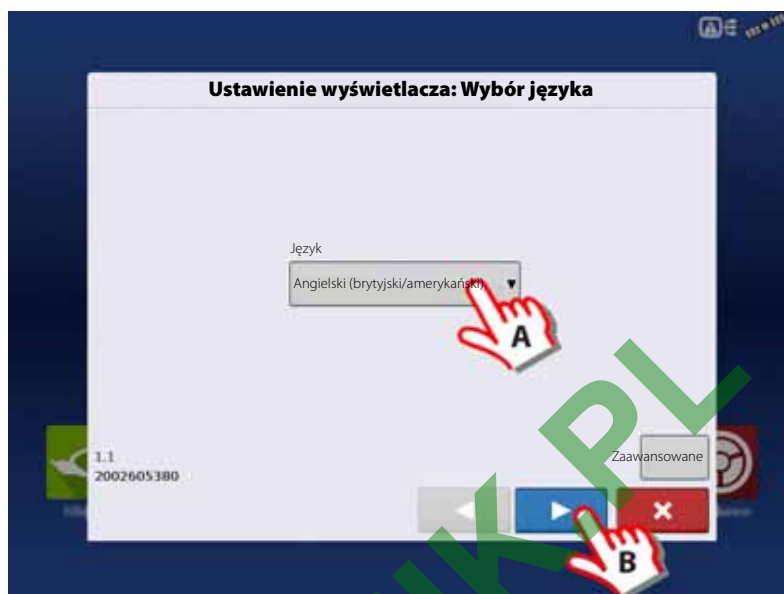 Ustawienie wyświetlacza: Wybór języka
Język
Angielski (brytyjski/amerykański)
A
1.1
2002605380
Zaawansowane
B